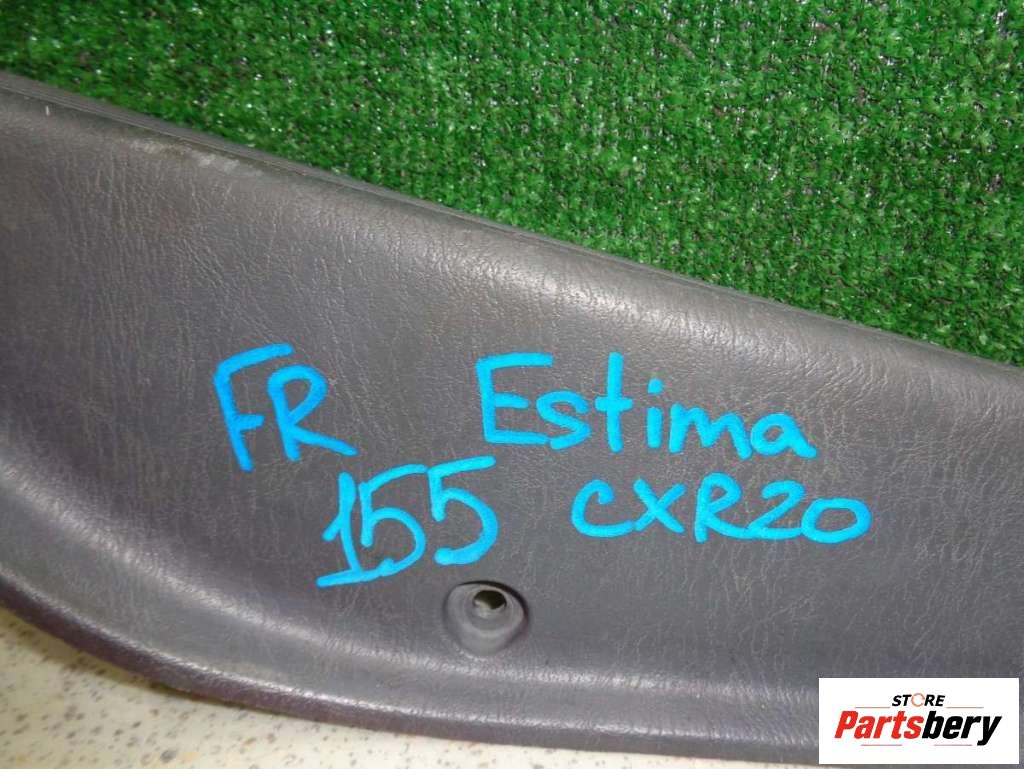 FR Estima
155 CXR20
STORE
Partsbery